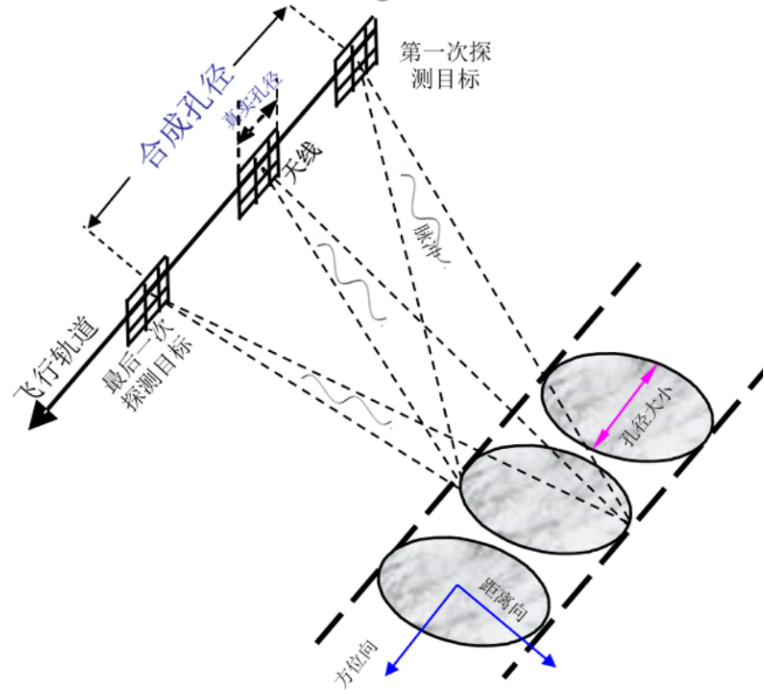 第一次探
测目标
合成孔径
真实孔径
天线
脉冲
飞行轨道
最后一次
探测目标
孔径大小
距离向
方位向